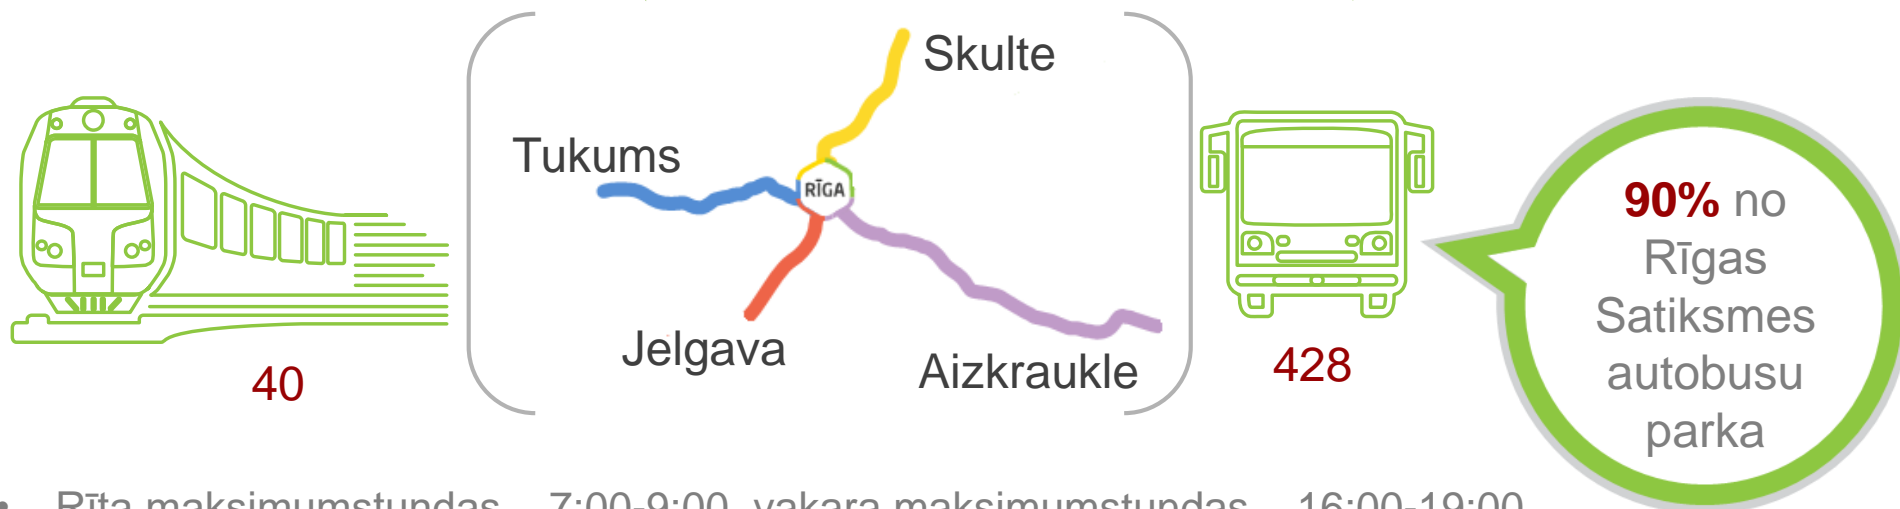 Skulte
Tukums
RĪGA
Jelgava
Aizkraukle
40
428
90% no
Rīgas
Satiksmes
autobusu
parka
• Rīta maksimumstundas – 7:00-9:00, vakara maksimumstundas – 16:00-19:00